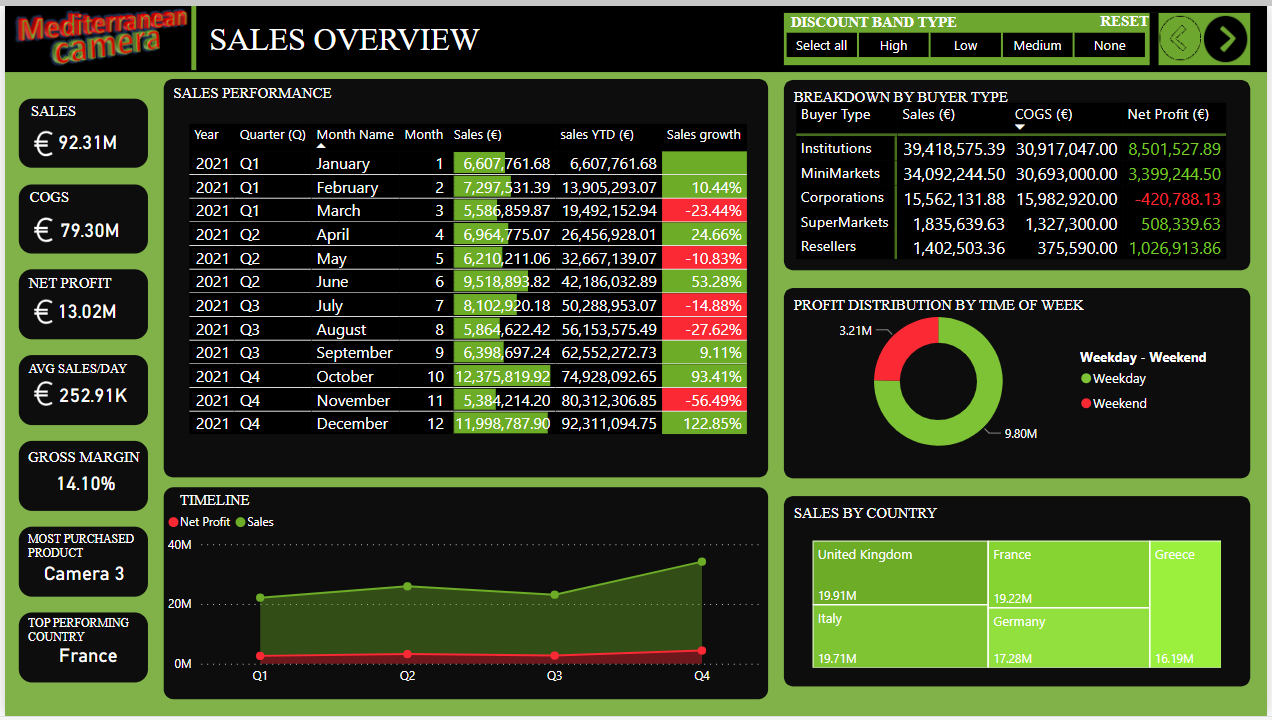 Mediterranean
camera
SALES OVERVIEW
DISCOUNT BAND TYPE RESET
Select all High Low Medium None
SALES
€ 92.31M
COGS
€ 79.30M
NET PROFIT
€ 13.02M
AVG SALES/DAY
€ 252.91K
GROSS MARGIN
14.10%
MOST PURCHASED
PRODUCT
Camera 3
TOP PERFORMING
COUNTRY
France
SALES PERFORMANCE
Year Quarter (Q) Month Name Month Sales (€) sales YTD (€) Sales growth
2021 Q1 January 1 6,607,761.68 6,607,761.68
2021 Q1 February 2 7,297,531.39 13,905,293.07 10.44%
2021 Q1 March 3 5,586,859.87 19,492,152.94 -23.44%
2021 Q2 April 4 6,964,775.07 26,456,928.01 24.66%
2021 Q2 May 5 6,210,211.06 32,667,139.07 -10.83%
2021 Q2 June 6 9,518,893.82 42,186,032.89 53.28%
2021 Q3 July 7 8,102,920.18 50,288,953.07 -14.88%
2021 Q3 August 8 5,864,622.42 56,153,575.49 -27.62%
2021 Q3 September 9 6,398,697.24 62,552,272.73 9.11%
2021 Q4 October 10 12,375,819.92 74,928,092.65 93.41%
2021 Q4 November 11 5,384,214.20 80,312,306.85 -56.49%
2021 Q4 December 12 11,998,787.90 92,311,094.75 122.85%
TIMELINE
Net Profit Sales
40M
20M
0M
Q1 Q2 Q3 Q4
BREAKDOWN BY BUYER TYPE
Buyer Type Sales (€) COGS (€) Net Profit (€)
Institutions 39,418,575.39 30,917,047.00 8,501,527.89
MiniMarkets 34,092,244.50 30,693,000.00 3,399,244.50
Corporations 15,562,131.88 15,982,920.00 -420,788.13
SuperMarkets 1,835,639.63 1,327,300.00 508,339.63
Resellers 1,402,503.36 375,590.00 1,026,913.86
PROFIT DISTRIBUTION BY TIME OF WEEK
3.21M
9.80M
Weekday - Weekend
Weekday
Weekend
SALES BY COUNTRY
United Kingdom
19.91M
Italy
19.71M
France
19.22M
Germany
17.28M
Greece
16.19M